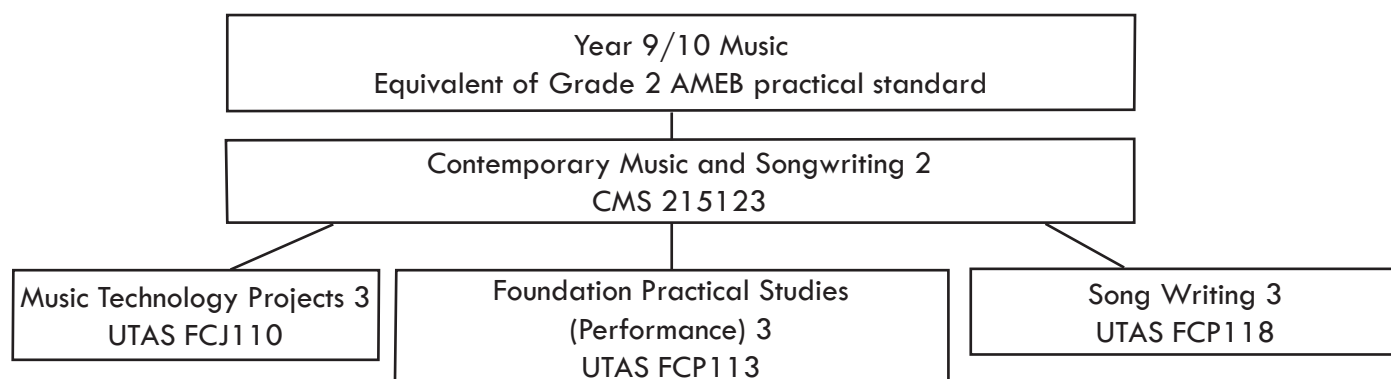 Year 9/10 Music
Equivalent of Grade 2 AMEB practical standard
Contemporary Music and Songwriting 2
CMS 215123
Music Technology Projects 3
UTAS FCJ110
Foundation Practical Studies
(Performance) 3
UTAS FCP113
Song Writing 3
UTAS FCP118